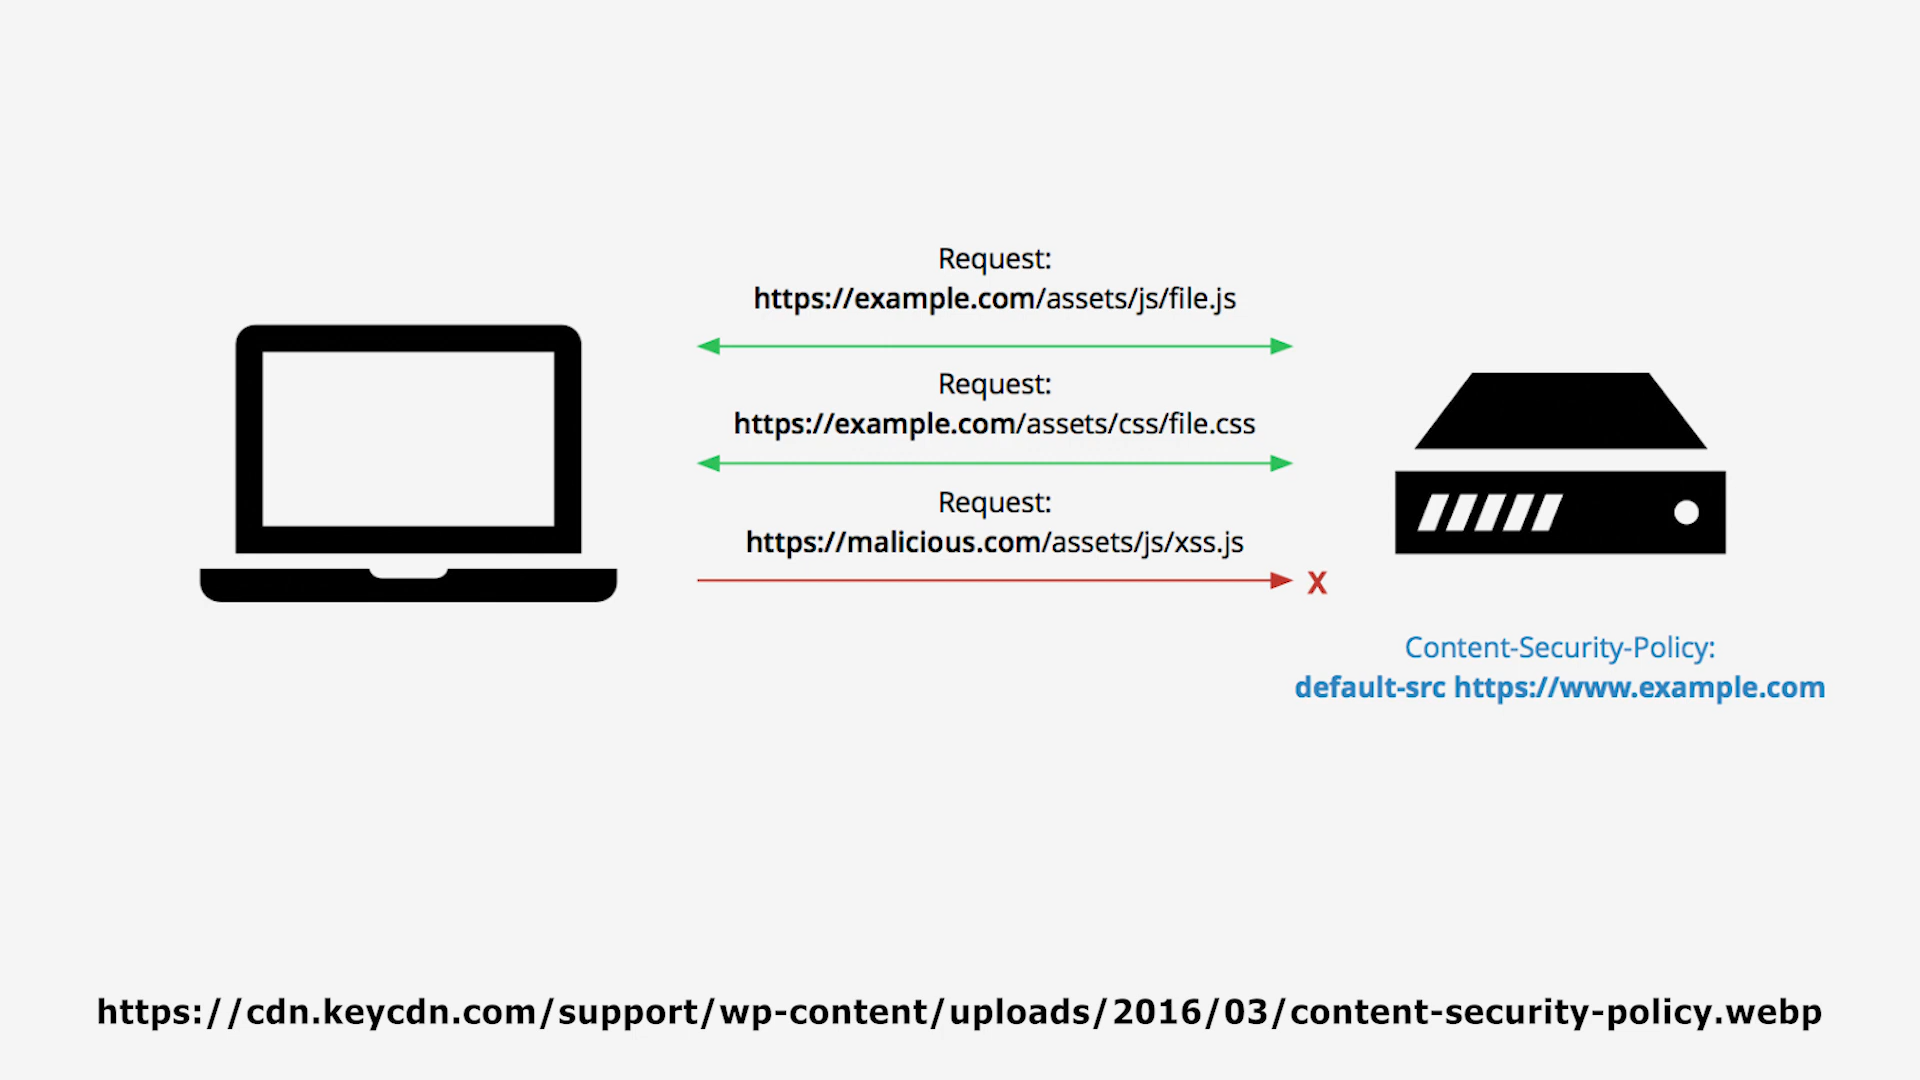 Request:
https://example.com/assets/js/file.js
Request:
https://example.com/assets/css/file.css
Request:
https://malicious.com/assets/js/xss.js
X
Content-Security-Policy:
default-src https://www.example.com
https://cdn.keycdn.com/support/wp-content/uploads/2016/03/content-security-policy.webp